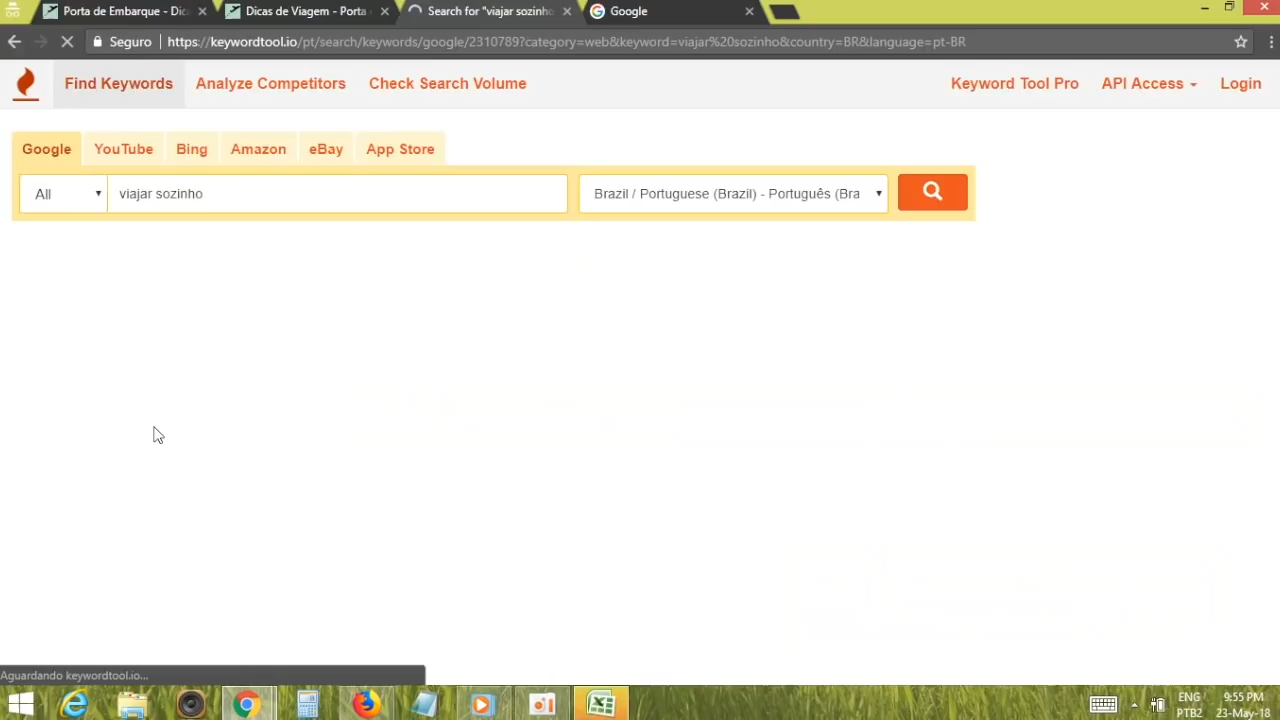 Porta de Embarque - Dic
Dicas de Viagem - Porta
Search for "viajar sozinho
Google
Seguro
https://keywordtool.io/pt/search/keywords/google/2310789?category=web&keyword=viajar%20sozinho&country=BR&language=pt-BR
Find Keywords
Analyze Competitors
Check Search Volume
Keyword Tool Pro
API Access
Login
Google
YouTube
Bing
Amazon
eBay
App Store
All
viajar sozinho
Brazil / Portuguese (Brazil) - Português (Bra
Aguardando keywordtool.io...
ENG
PTB2
9:55 PM
23-May-18